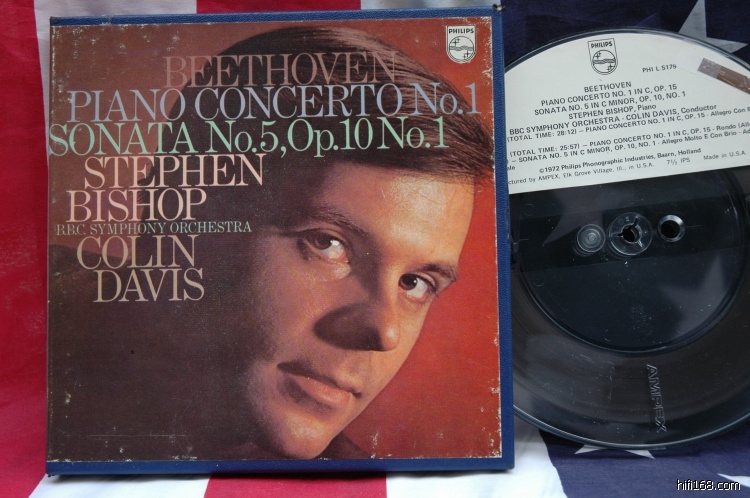 PHILIPS
BEETHOVEN
PIANO CONCERTO No.1
SONATA No.5, Op.10 No.1
STEPHEN
BISHOP
B.B.C. SYMPHONY ORCHESTRA
COLIN
DAVIS
PHILIPS
PHI L 5179
BEETHOVEN
PIANO CONCERTO NO. 1 IN C, OP. 15
SONATA NO. 5 IN C MINOR, OP. 10, NO. 1
STEPHEN BISHOP, Piano
BBC SYMPHONY ORCHESTRA - COLIN DAVIS, Conductor
(TOTAL TIME: 28:12) — PIANO CONCERTO NO. 1 IN C, OP. 15 - Allegro Con
(TOTAL TIME: 25:57) — PIANO CONCERTO NO. 1 IN C, OP. 15 - Rondo
— SONATA NO. 5 IN C MINOR, OP. 10, NO. 1 - Allegro Molto E Con Brio -
©1972 Philips Phonographic Industries, Baarn, Holland
by AMPEX, Elk Grove Village, Ill., in U.S.A. 7½ IPS Made in U.S.A.
AMPEX
hifi168.com